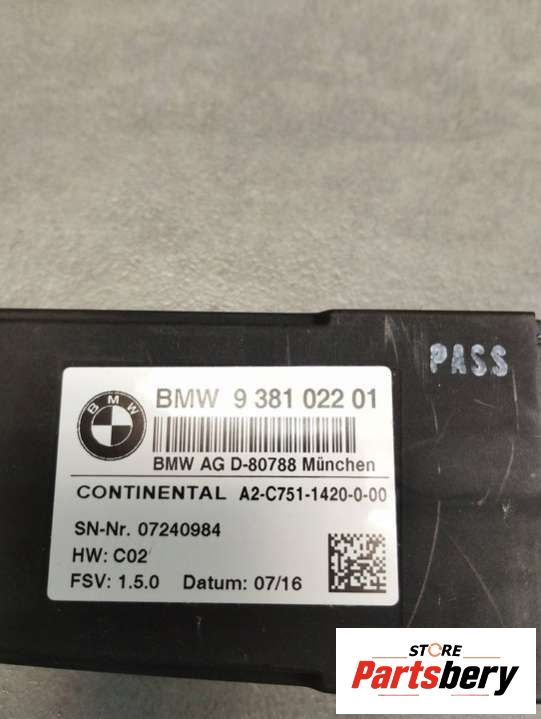 PASS
BMW
BMW 9 381 022 01
BMW AG D-80788 München
CONTINENTAL A2-C751-1420-0-00
SN-Nr. 07240984
HW: C02
FSV: 1.5.0 Datum: 07/16
STORE
Partsbery